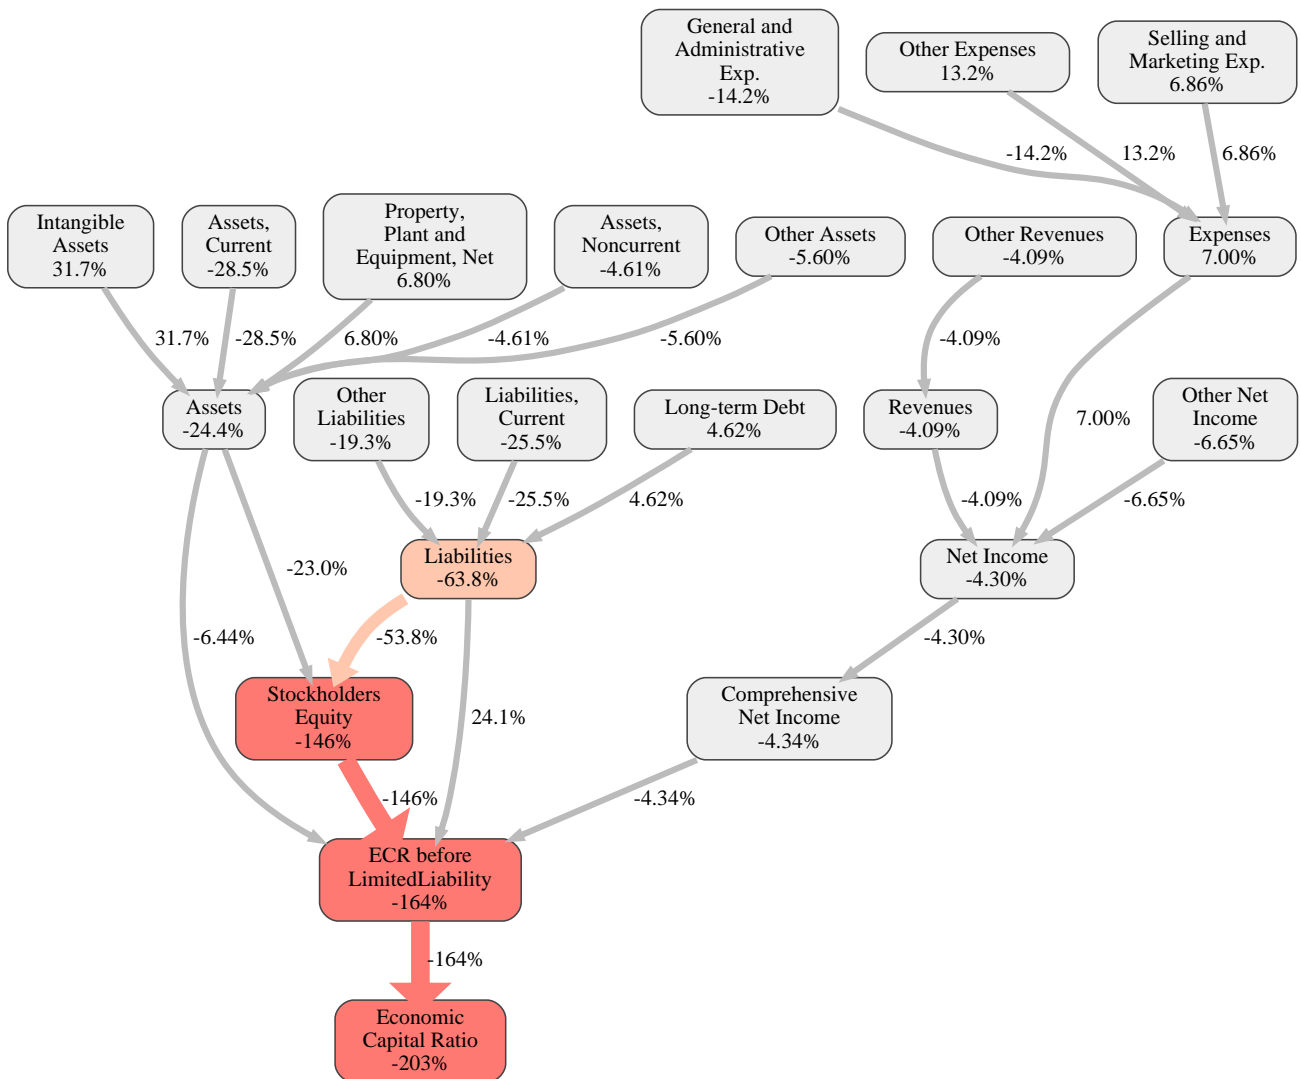 General and
Administrative
Exp.
-14.2%
Other Expenses
13.2%
Selling and
Marketing Exp.
6.86%
-14.2%
13.2%
6.86%
Intangible
Assets
31.7%
Assets,
Current
-28.5%
Property,
Plant and
Equipment, Net
6.80%
Assets,
Noncurrent
-4.61%
Other Assets
-5.60%
Other Revenues
-4.09%
Expenses
7.00%
31.7%
-28.5%
6.80%
-4.61%
-5.60%
-4.09%
Assets
-24.4%
Other
Liabilities
-19.3%
Liabilities,
Current
-25.5%
Long-term Debt
4.62%
Revenues
-4.09%
7.00%
Other Net
Income
-6.65%
-19.3%
-25.5%
4.62%
-4.09%
-6.65%
-23.0%
Liabilities
-63.8%
Net Income
-4.30%
-6.44%
-53.8%
-4.30%
Stockholders
Equity
-146%
24.1%
Comprehensive
Net Income
-4.34%
-146%
-4.34%
ECR before
LimitedLiability
-164%
-164%
Economic
Capital Ratio
-203%